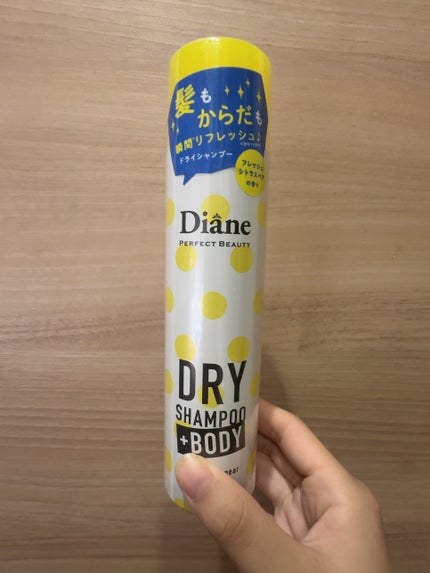 髪も
からだも
瞬間リフレッシュ♪
ドライシャンプー
フレッシュ
シトラスペア
の香り
Diane
PERFECT BEAUTY
DRY
SHAMPOO
+BODY